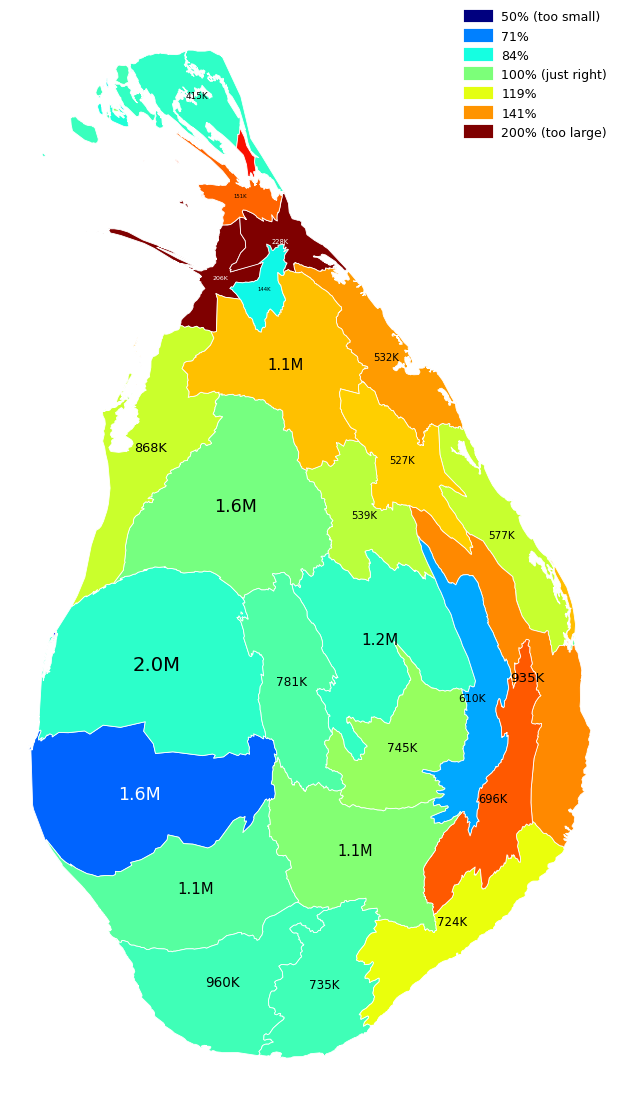 50% (too small)
71%
84%
100% (just right)
119%
141%
200% (too large)
415K
151K
228K
206K
144K
532K
1.1M
868K
527K
1.6M
539K
577K
1.2M
2.0M
781K
935K
610K
745K
1.6M
696K
1.1M
1.1M
724K
960K
735K